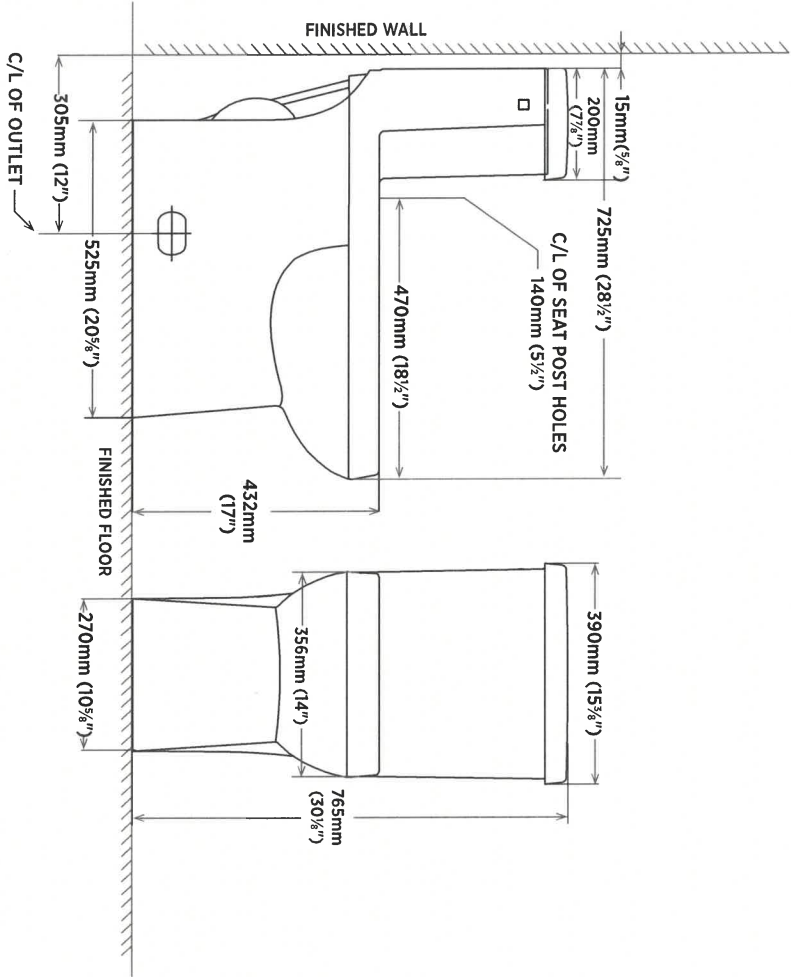 FINISHED WALL
15mm(⅝")
200mm
(7⅞")
725mm (28½")
C/L OF SEAT POST HOLES
140mm (5½")
470mm (18½")
305mm (12")
C/L OF OUTLET
525mm (20⅝")
432mm
(17")
FINISHED FLOOR
390mm (15⅜")
356mm (14")
270mm (10⅝")
765mm
(30⅛")